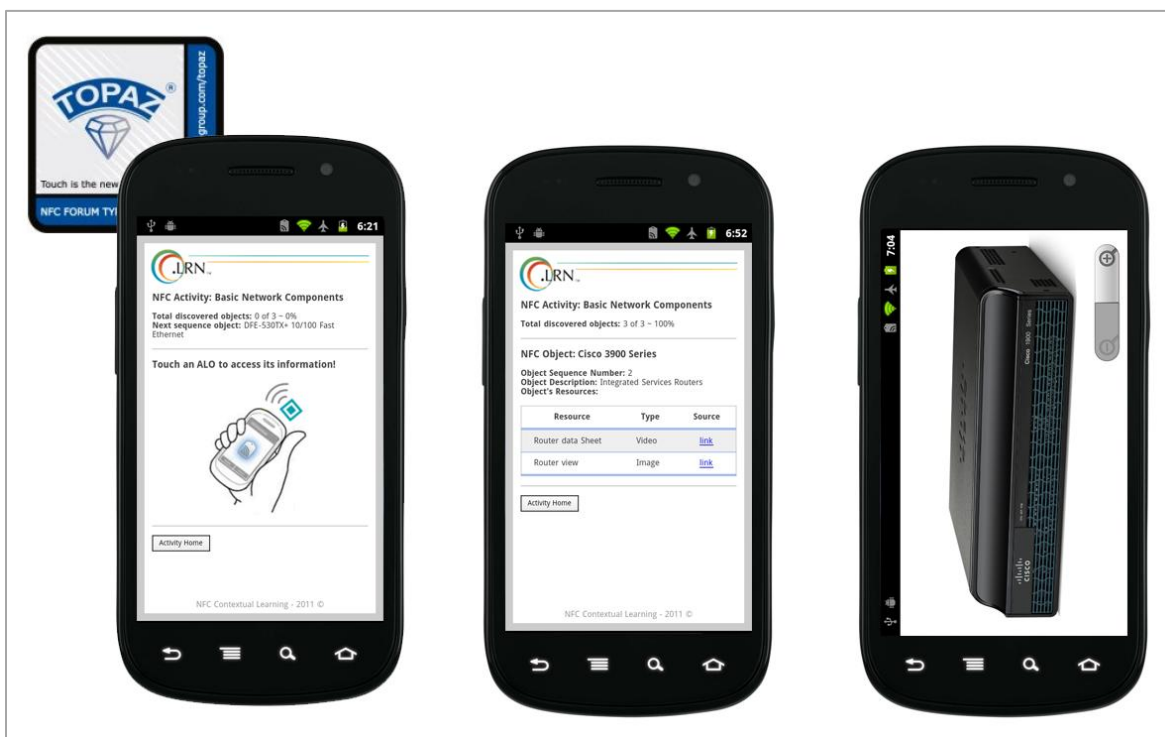 TOPAZ®
group.com/topaz
Touch is the new
NFC FORUM TY
6:21
.LRN™
NFC Activity: Basic Network Components
Total discovered objects: 0 of 3 ~ 0%
Next sequence object: DFE-530TX+ 10/100 Fast
Ethernet
Touch an ALO to access its information!
Activity Home
NFC Contextual Learning - 2011 ©
6:52
.LRN™
NFC Activity: Basic Network Components
Total discovered objects: 3 of 3 ~ 100%
NFC Object: Cisco 3900 Series
Object Sequence Number: 2
Object Description: Integrated Services Routers
Object's Resources:
Resource Type Source
Router data Sheet Video link
Router view Image link
Activity Home
NFC Contextual Learning - 2011 ©
7:04
Cisco 1900 Series
CISCO